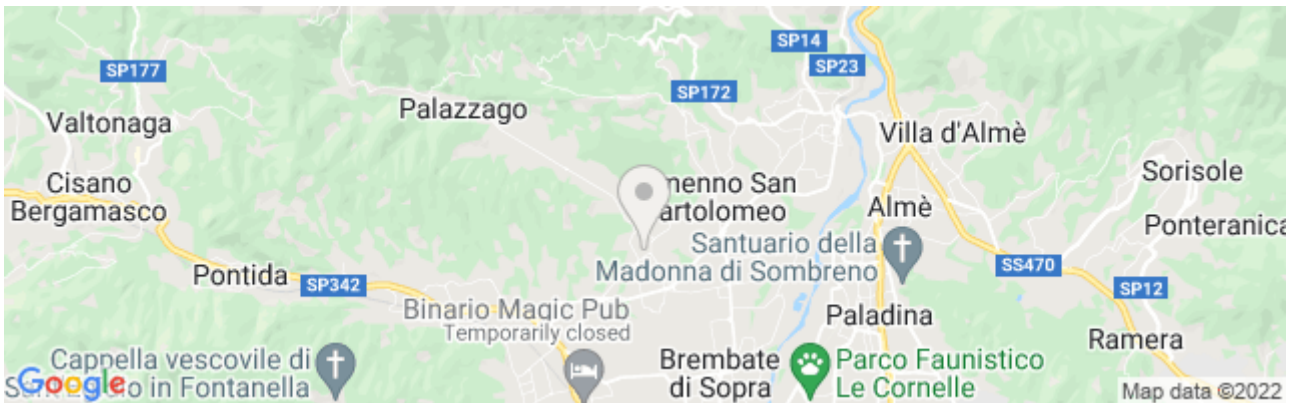 SP14
SP23
SP177
SP172
Palazzago
Valtonaga
Villa d'Almè
Sorisole
Cisano
Bergamasco
San
Almè
Ponteranica
Santuario della
Madonna di Sombreno
SS470
Pontida
SP342
SP12
Binario Magic Pub
Temporarily closed
Paladina
Ramera
Brembate
di Sopra
Parco Faunistico
Le Cornelle
Cappella vescovile di
in Fontanella
Google
Map data ©2022